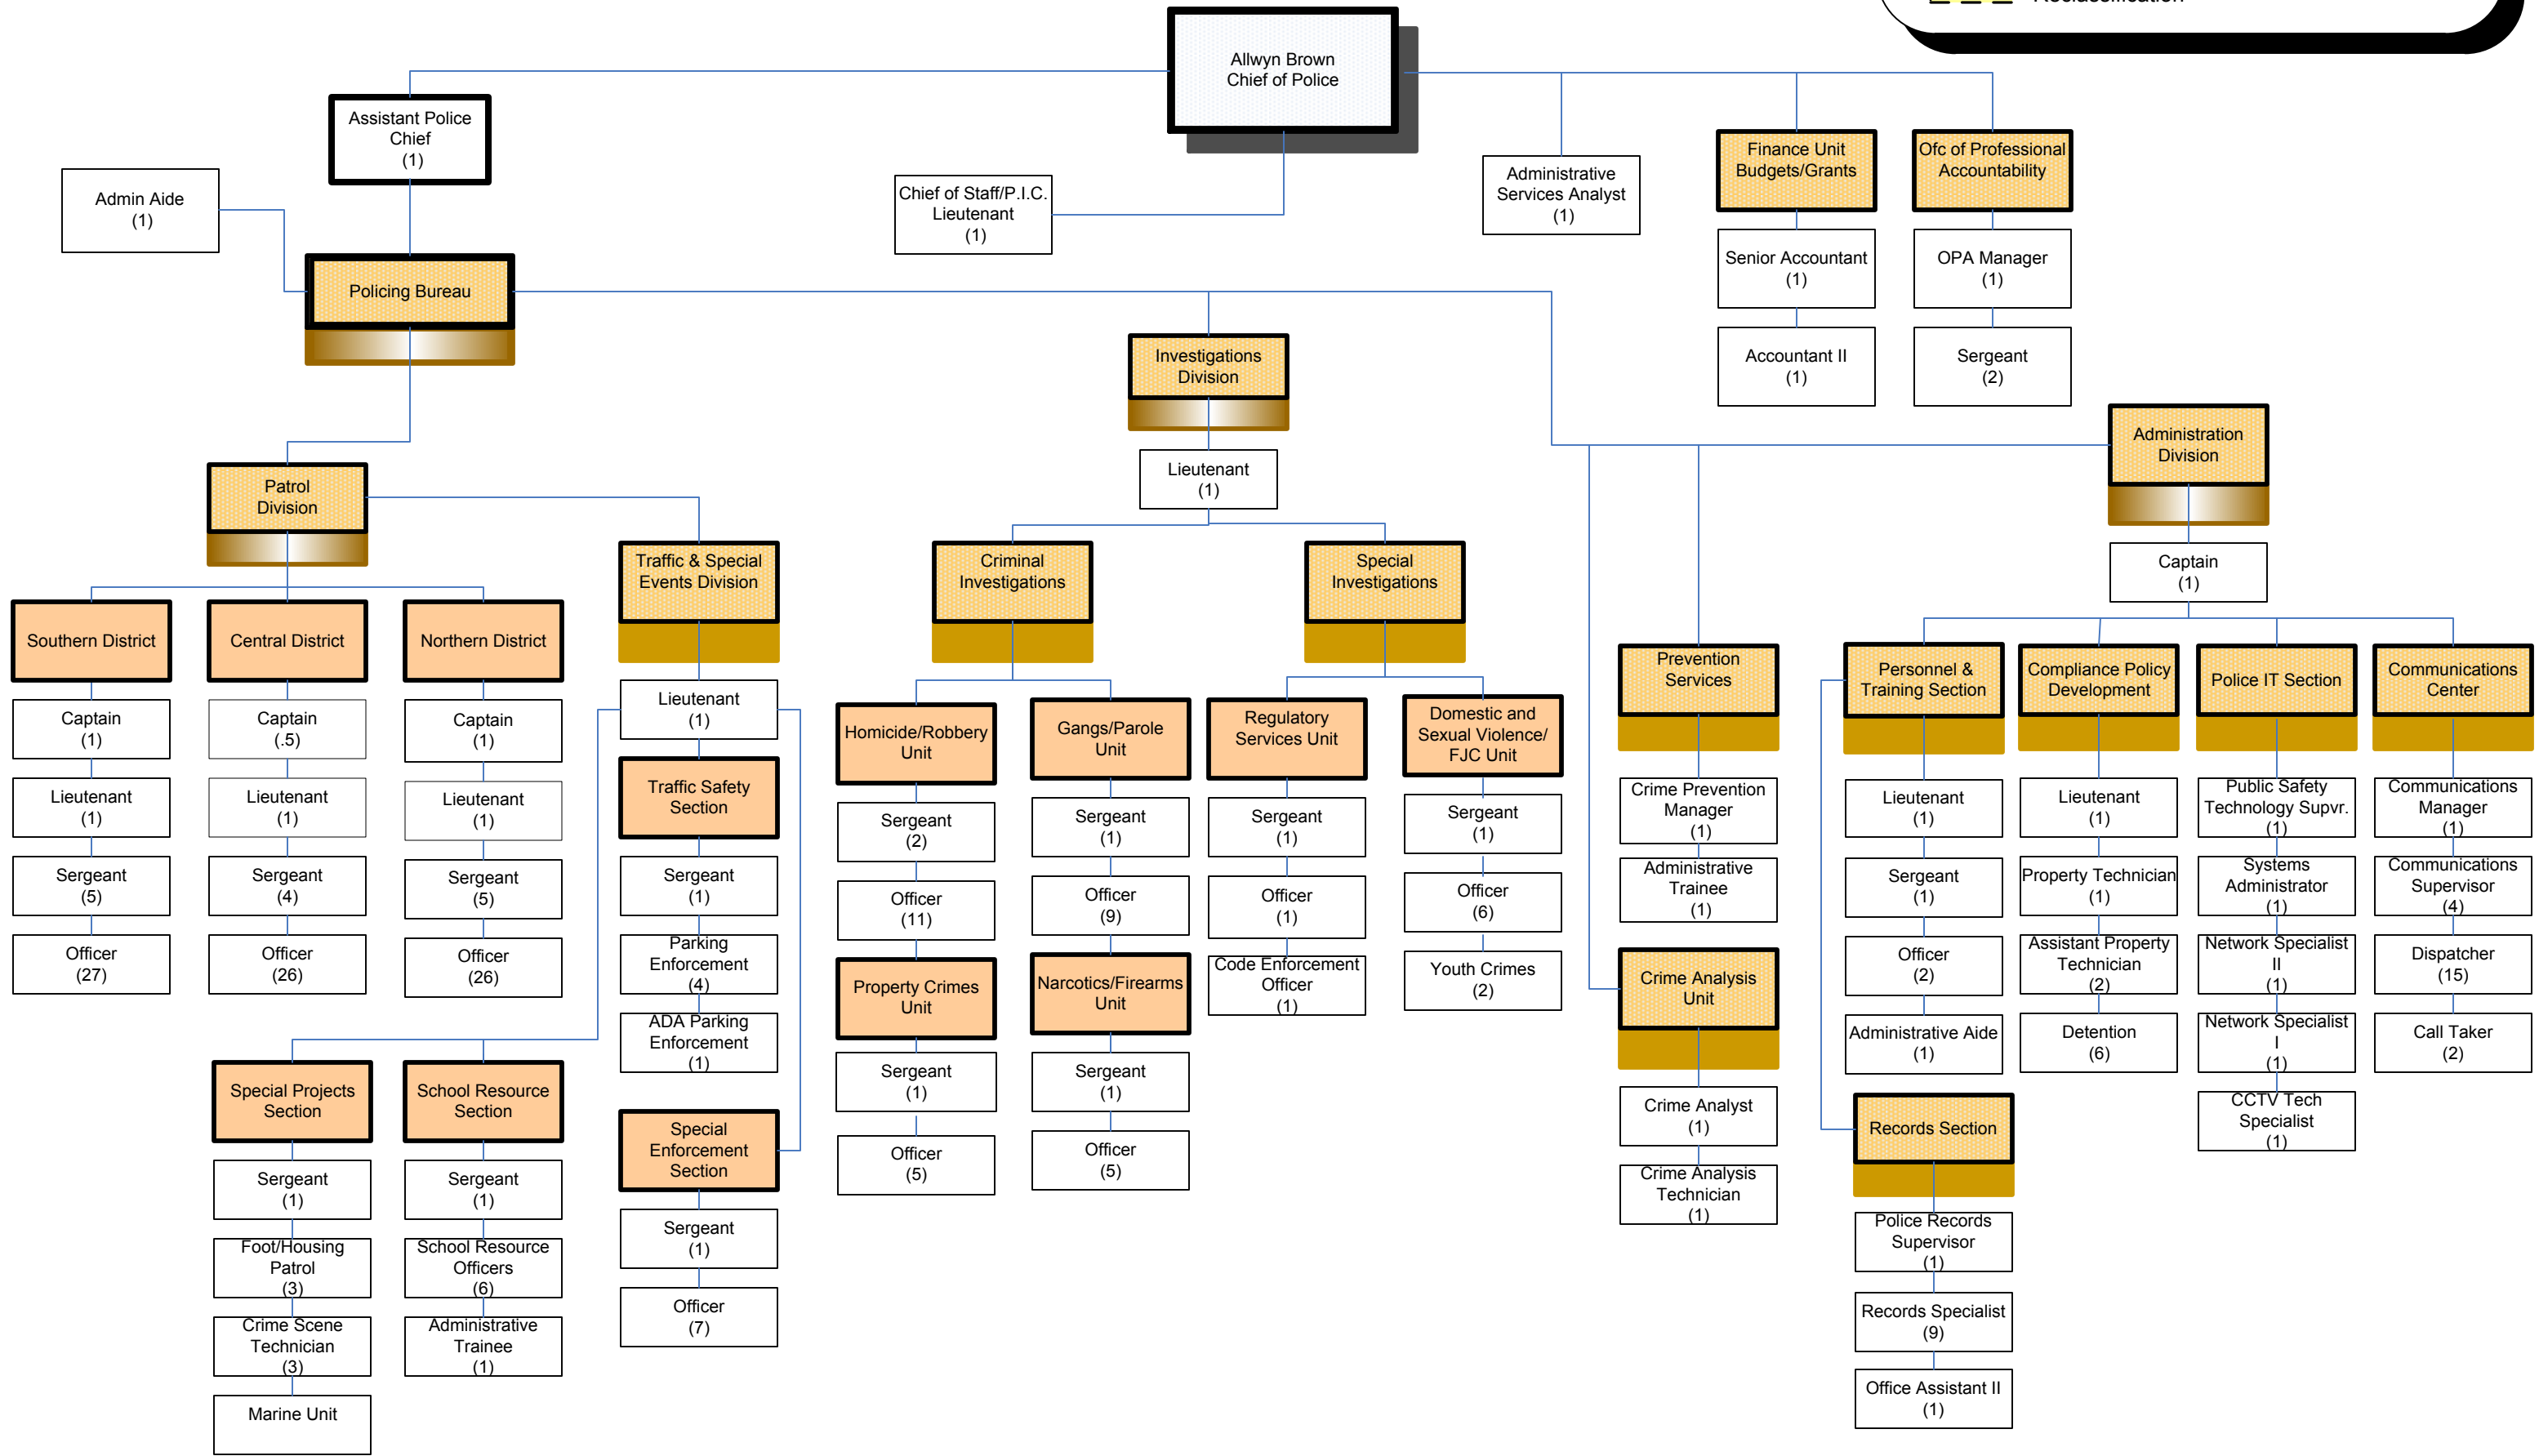 Reclassification
Allwyn Brown
Chief of Police
Assistant Police
Chief
(1)
Admin Aide
(1)
Chief of Staff/P.I.C.
Lieutenant
(1)
Administrative
Services Analyst
(1)
Finance Unit
Budgets/Grants
Senior Accountant
(1)
Accountant II
(1)
Ofc of Professional
Accountability
OPA Manager
(1)
Sergeant
(2)
Policing Bureau
Patrol
Division
Southern District
Captain
(1)
Lieutenant
(1)
Sergeant
(5)
Officer
(27)
Central District
Captain
(.5)
Lieutenant
(1)
Sergeant
(4)
Officer
(26)
Northern District
Captain
(1)
Lieutenant
(1)
Sergeant
(5)
Officer
(26)
Traffic & Special
Events Division
Lieutenant
(1)
Traffic Safety
Section
Sergeant
(1)
Parking
Enforcement
(4)
ADA Parking
Enforcement
(1)
Special Projects
Section
Sergeant
(1)
Foot/Housing
Patrol
(3)
Crime Scene
Technician
(3)
Marine Unit
School Resource
Section
Sergeant
(1)
School Resource
Officers
(6)
Administrative
Trainee
(1)
Special
Enforcement
Section
Sergeant
(1)
Officer
(7)
Investigations
Division
Lieutenant
(1)
Criminal
Investigations
Homicide/Robbery
Unit
Sergeant
(2)
Officer
(11)
Property Crimes
Unit
Sergeant
(1)
Officer
(5)
Gangs/Parole
Unit
Sergeant
(1)
Officer
(9)
Narcotics/Firearms
Unit
Sergeant
(1)
Officer
(5)
Special
Investigations
Regulatory
Services Unit
Sergeant
(1)
Officer
(1)
Code Enforcement
Officer
(1)
Domestic and
Sexual Violence/
FJC Unit
Sergeant
(1)
Officer
(6)
Youth Crimes
(2)
Prevention
Services
Crime Prevention
Manager
(1)
Administrative
Trainee
(1)
Crime Analysis
Unit
Crime Analyst
(1)
Crime Analysis
Technician
(1)
Administration
Division
Captain
(1)
Personnel &
Training Section
Lieutenant
(1)
Sergeant
(1)
Officer
(2)
Administrative Aide
(1)
Records Section
Police Records
Supervisor
(1)
Records Specialist
(9)
Office Assistant II
(1)
Compliance Policy
Development
Lieutenant
(1)
Property Technician
(1)
Assistant Property
Technician
(2)
Detention
(6)
Police IT Section
Public Safety
Technology Supvr.
(1)
Systems
Administrator
(1)
Network Specialist
II
(1)
Network Specialist
I
(1)
CCTV Tech
Specialist
(1)
Communications
Center
Communications
Manager
(1)
Communications
Supervisor
(4)
Dispatcher
(15)
Call Taker
(2)